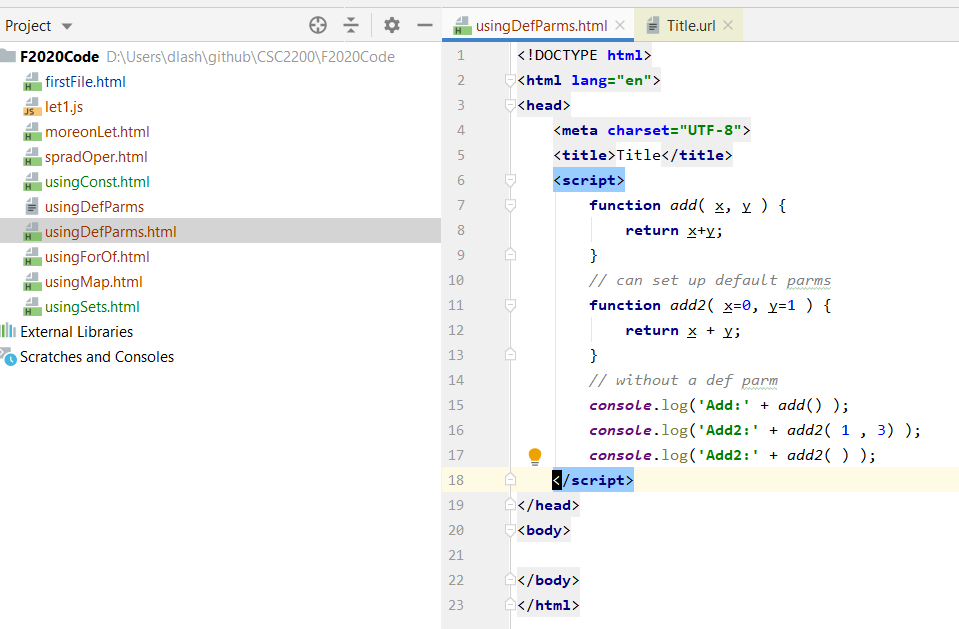 Project
F2020Code D:\Users\dlash\github\CSC2200\F2020Code
firstFile.html
let1.js
moreonLet.html
spradOper.html
usingConst.html
usingDefParms
usingDefParms.html
usingForOf.html
usingMap.html
usingSets.html
External Libraries
Scratches and Consoles
usingDefParms.html
Title.url
1 <!DOCTYPE html>
2 <html lang="en">
3 <head>
4 <meta charset="UTF-8">
5 <title>Title</title>
6 <script>
7 function add( x, y ) {
8 return x+y;
9 }
10 // can set up default parms
11 function add2( x=0, y=1 ) {
12 return x + y;
13 }
14 // without a def parm
15 console.log('Add:' + add() );
16 console.log('Add2:' + add2( 1 , 3) );
17 console.log('Add2:' + add2( ) );
18 </script>
19 </head>
20 <body>
21
22 </body>
23 </html>